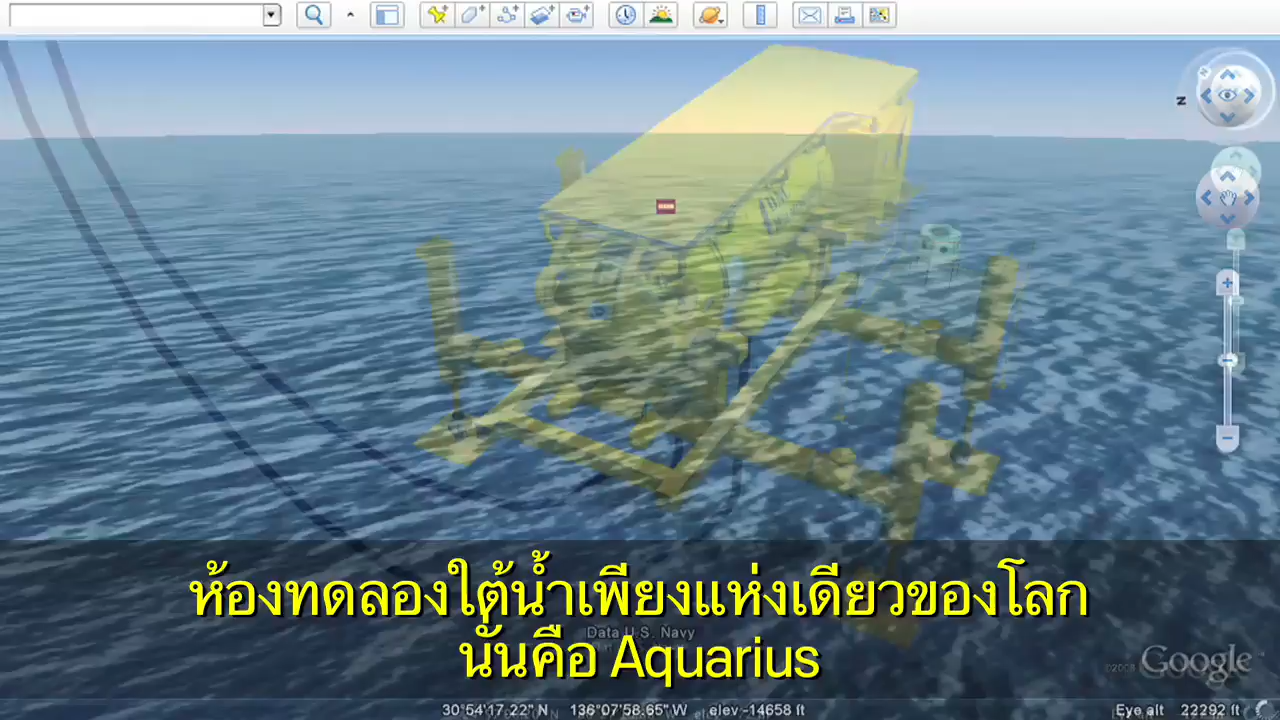 ห้องทดลองใต้น้ำเพียงแห่งเดียวของโลก
นั่นคือ Aquarius
Data U.S. Navy
Google
30°54'17.22" N 136°07'58.65" W elev -14658 ft
Eye alt 22292 ft